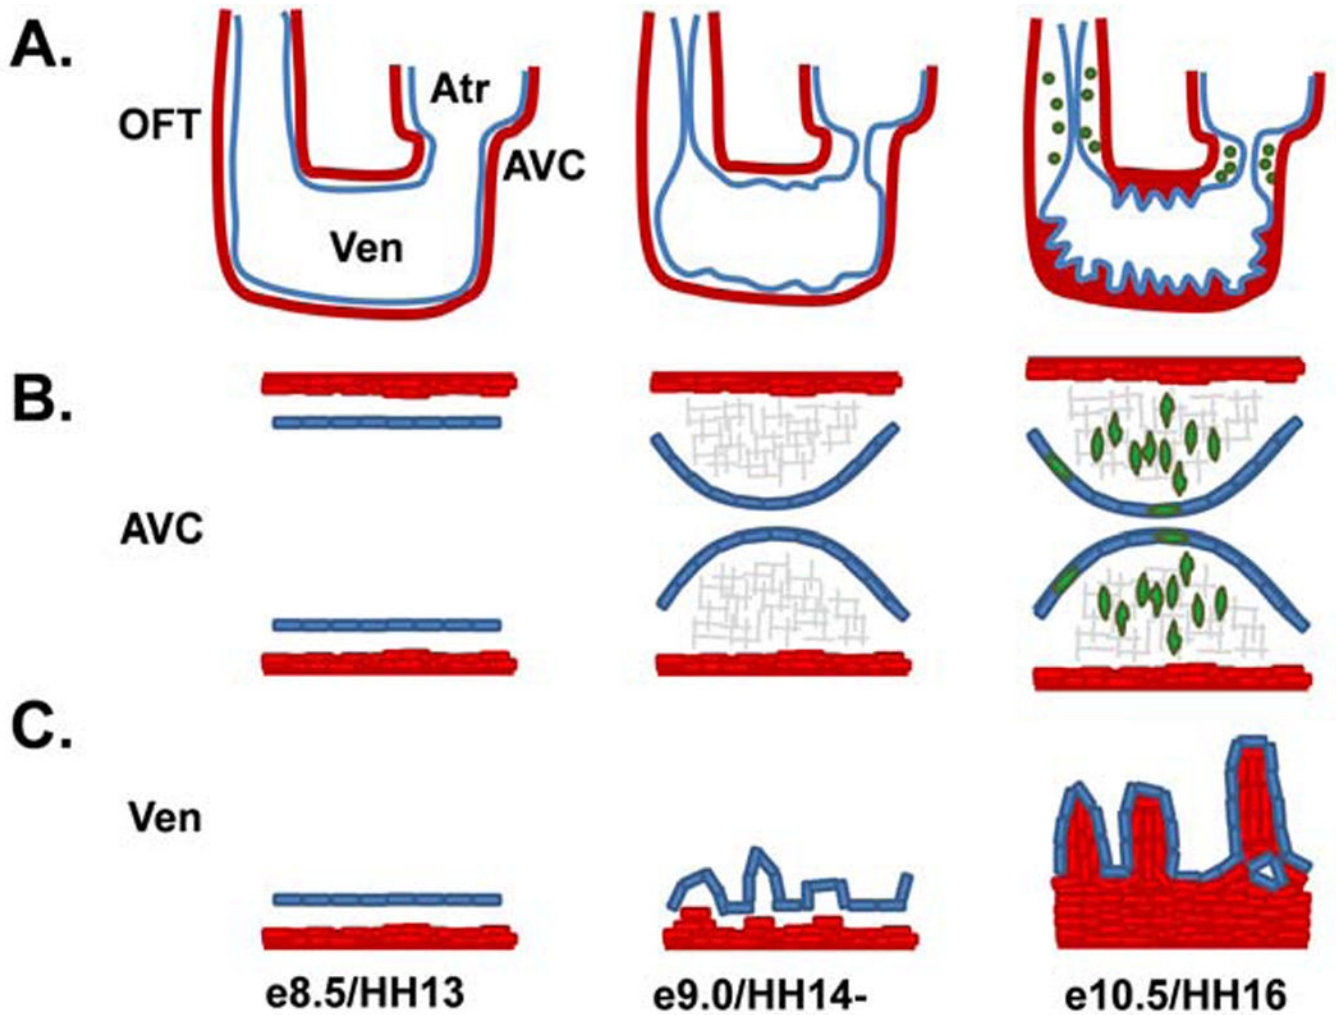 A.
OFT
Atr
AVC
Ven
B.
AVC
C.
Ven
e8.5/HH13
e9.0/HH14-
e10.5/HH16